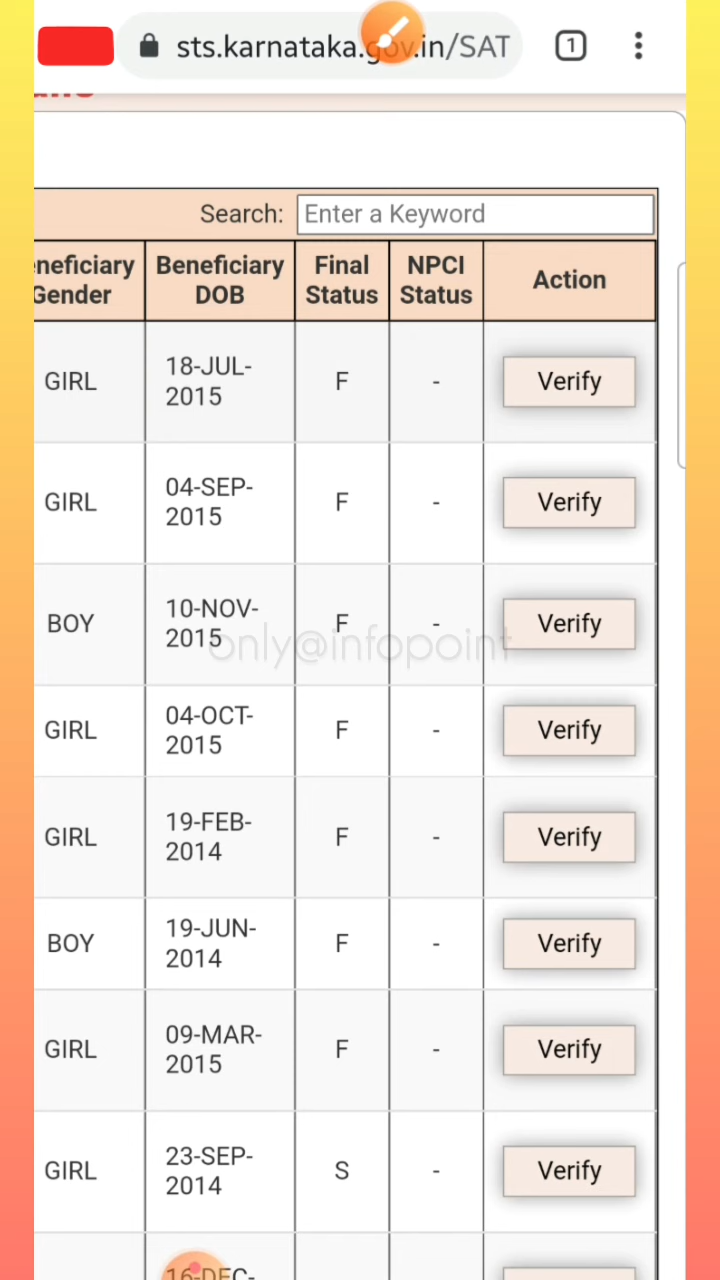 sts.karnataka.gov.in/SAT
1
Search: Enter a Keyword
eneficiary Gender Beneficiary DOB Final Status NPCI Status Action
GIRL 18-JUL-2015 F - Verify
GIRL 04-SEP-2015 F - Verify
BOY 10-NOV-2015 F - Verify
only@infopoint
GIRL 04-OCT-2015 F - Verify
GIRL 19-FEB-2014 F - Verify
BOY 19-JUN-2014 F - Verify
GIRL 09-MAR-2015 F - Verify
GIRL 23-SEP-2014 S - Verify
16-DEC-